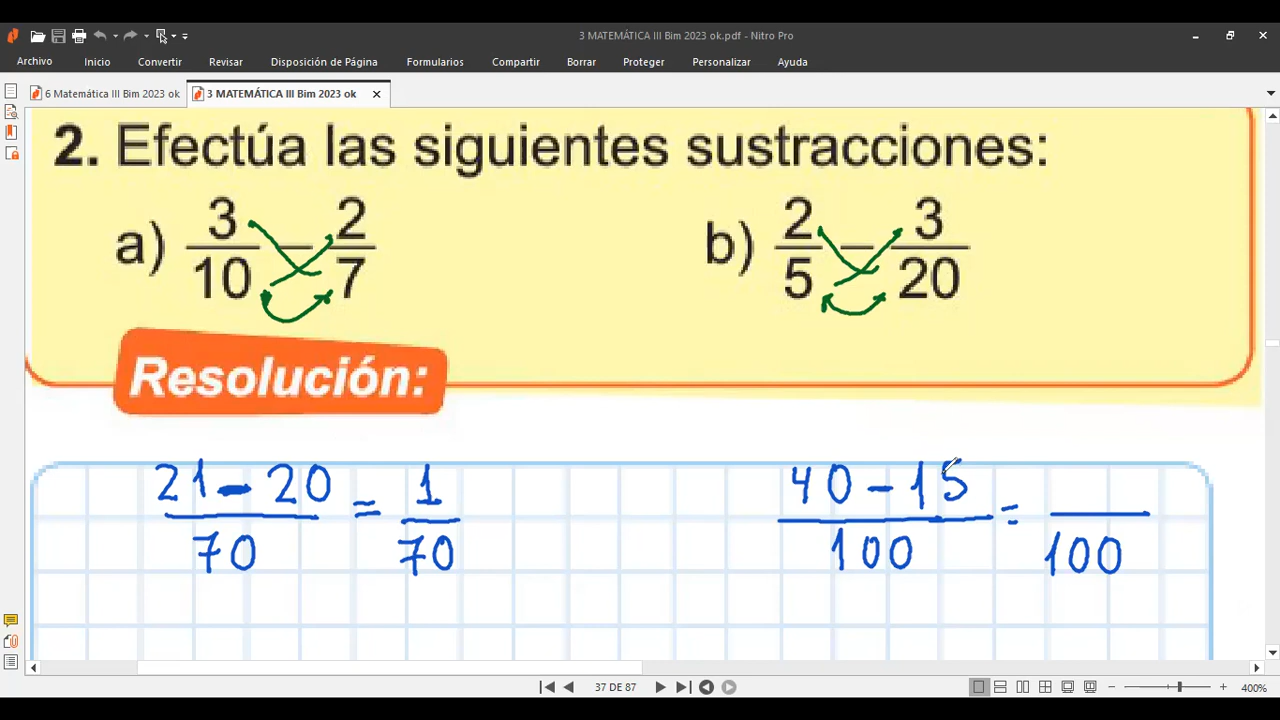 3 MATEMÁTICA III Bim 2023 ok.pdf - Nitro Pro
Archivo Inicio Convertir Revisar Disposición de Página Formularios Compartir Borrar Proteger Personalizar Ayuda
6 Matemática III Bim 2023 ok 3 MATEMÁTICA III Bim 2023 ok
2. Efectúa las siguientes sustracciones:
a) 3/10 - 2/7 b) 2/5 - 3/20
Resolución:
21 - 20 / 70 = 1/70 40 - 15 / 100 = /100
37 DE 87 400%